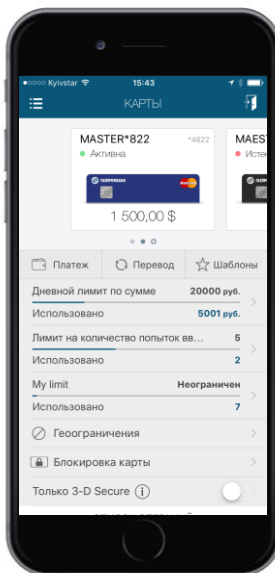 Kyivstar 15:43
КАРТЫ
MASTER*822 *4822 MAES
Активна Исте
MasterCard
1 500,00 $
Платеж Перевод Шаблоны
Дневной лимит по сумме 20000 руб.
Использовано 5001 руб.
Лимит на количество попыток вв... 5
Использовано 2
My limit Неограничен
Использовано 7
Геоограничения
Блокировка карты
Только 3-D Secure i